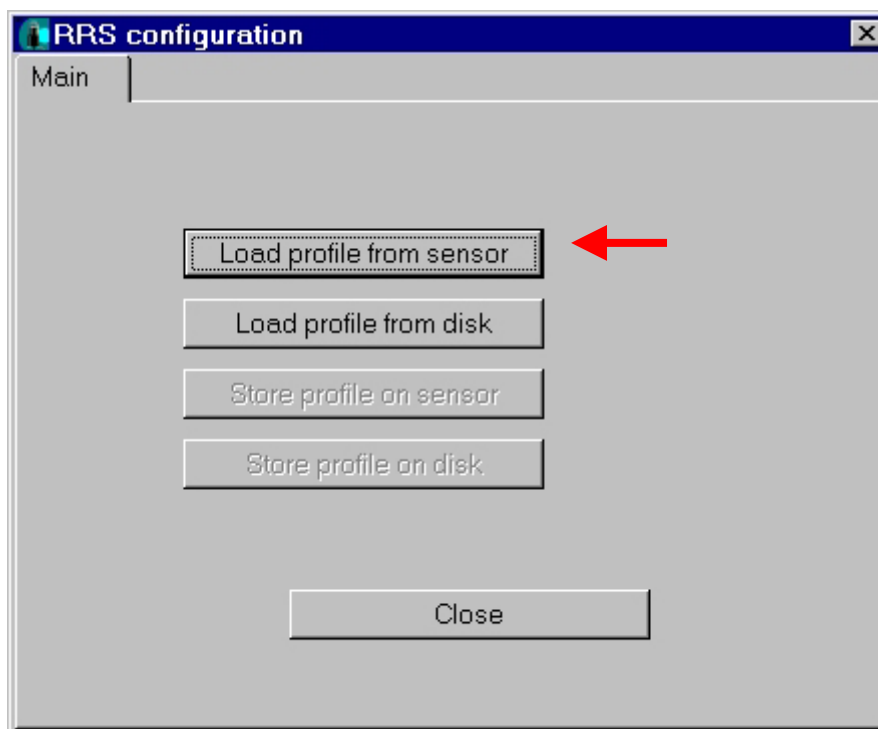 RRS configuration
Main
Load profile from sensor
Load profile from disk
Store profile on sensor
Store profile on disk
Close